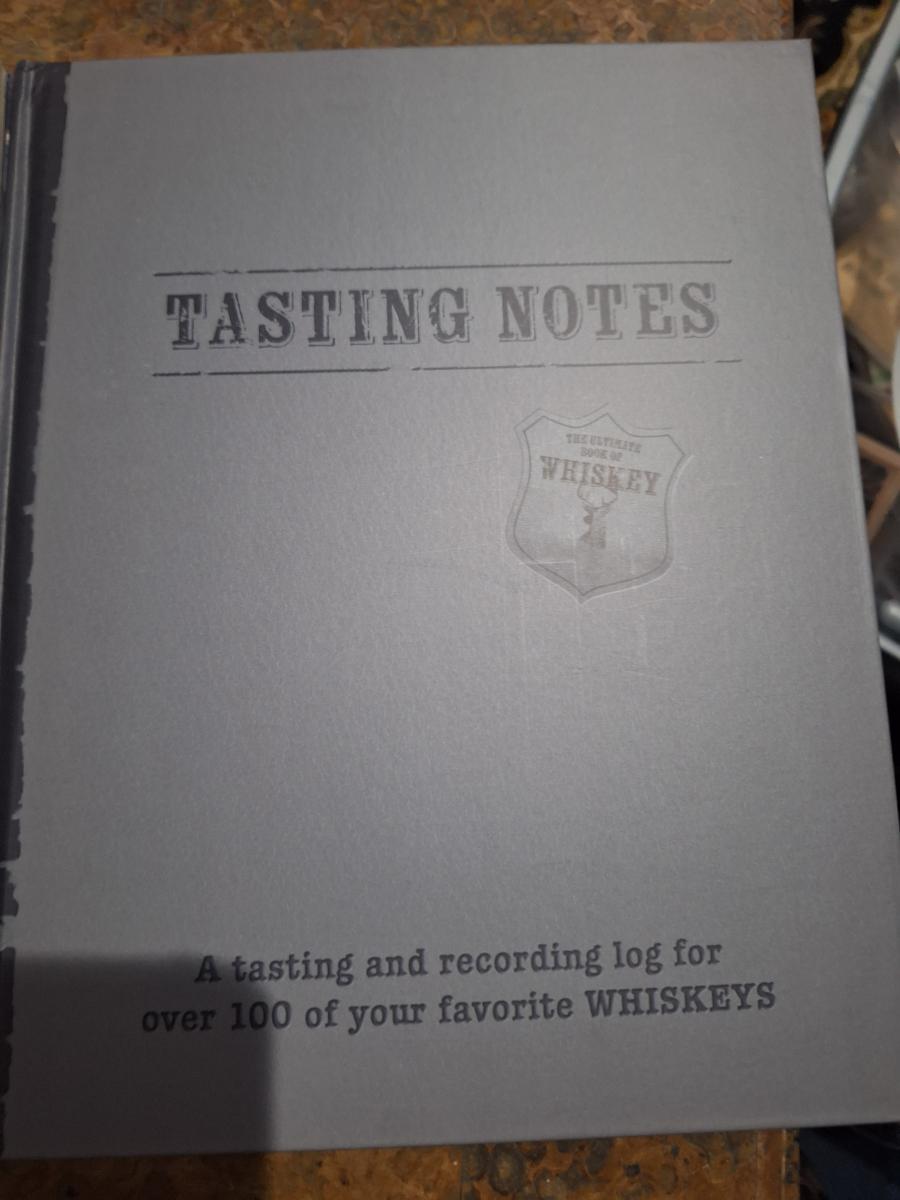 TASTING NOTES
THE ULTIMATE
BOOK OF
WHISKEY
A tasting and recording log for
over 100 of your favorite WHISKEYS